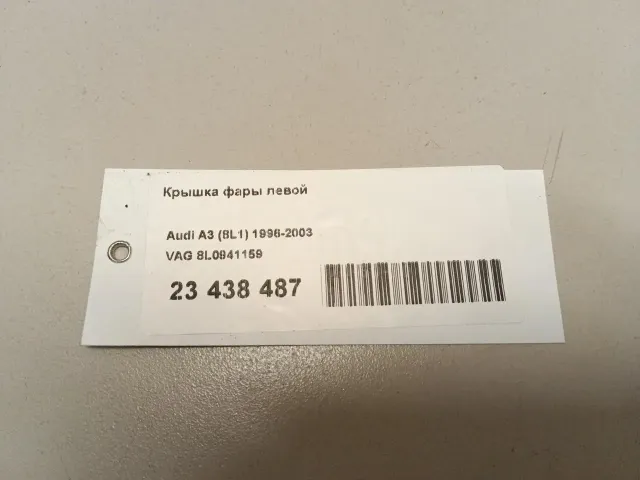 Крышка фары левой
Audi A3 (8L1) 1996-2003
VAG 8L0941159
23 438 487